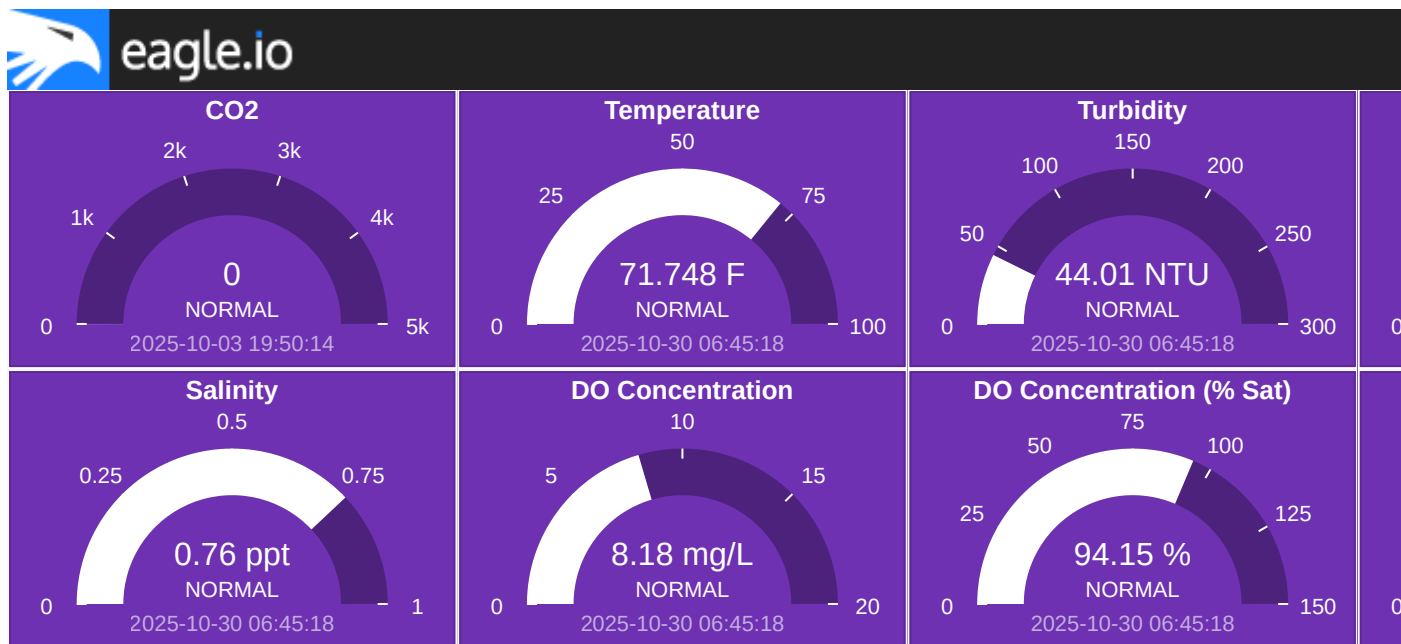 eagle.io
CO2
2k
3k
1k
4k
0
NORMAL
0
5k
2025-10-03 19:50:14
Temperature
50
25
75
71.748 F
NORMAL
0
100
2025-10-30 06:45:18
Turbidity
150
100
200
50
250
44.01 NTU
NORMAL
0
300
2025-10-30 06:45:18
Salinity
0.5
0.25
0.75
0.76 ppt
NORMAL
0
1
2025-10-30 06:45:18
DO Concentration
10
5
15
8.18 mg/L
NORMAL
0
20
2025-10-30 06:45:18
DO Concentration (% Sat)
75
50
100
25
125
94.15 %
NORMAL
0
150
2025-10-30 06:45:18